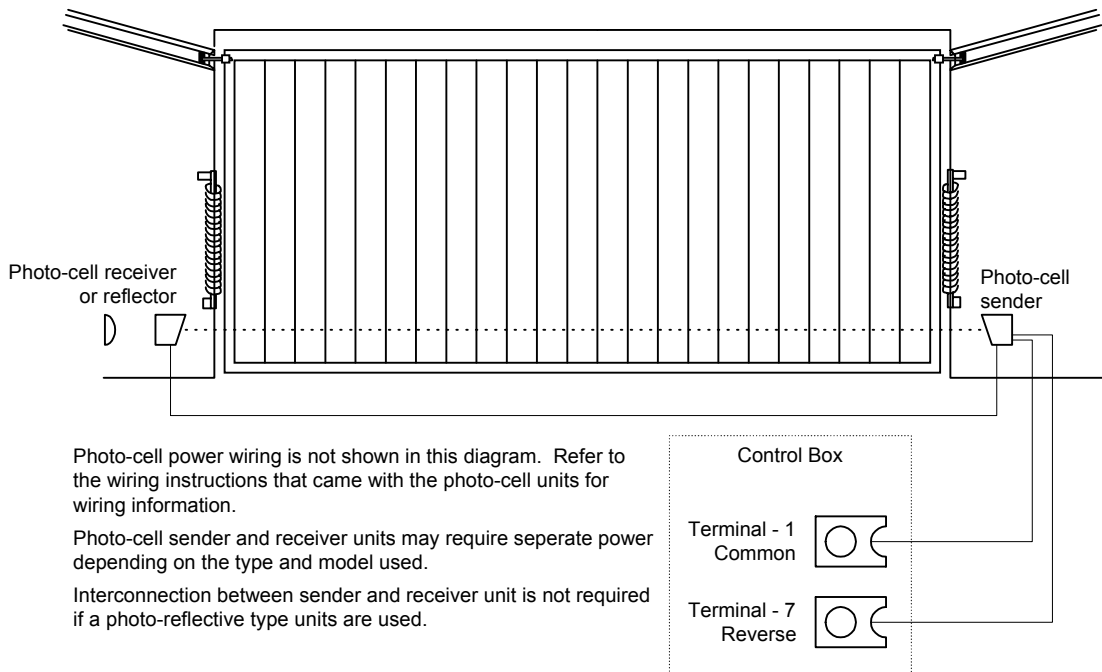 Photo-cell receiver
or reflector
Photo-cell
sender
Photo-cell power wiring is not shown in this diagram.  Refer to
the wiring instructions that came with the photo-cell units for
wiring information.
Photo-cell sender and receiver units may require seperate power
depending on the type and model used.
Interconnection between sender and receiver unit is not required
if a photo-reflective type units are used.
Control Box
Terminal - 1
Common
Terminal - 7
Reverse